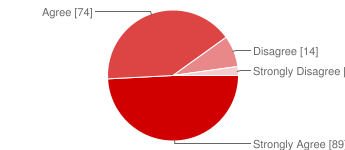 Agree [74]
Disagree [14]
Strongly Disagree [
Strongly Agree [89]